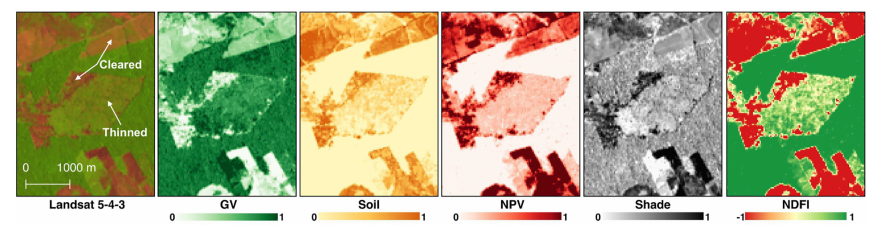 Cleared
Thinned
0 1000 m
Landsat 5-4-3
GV
Soil
NPV
Shade
NDFI
0 1
0 1
0 1
0 1
-1 1